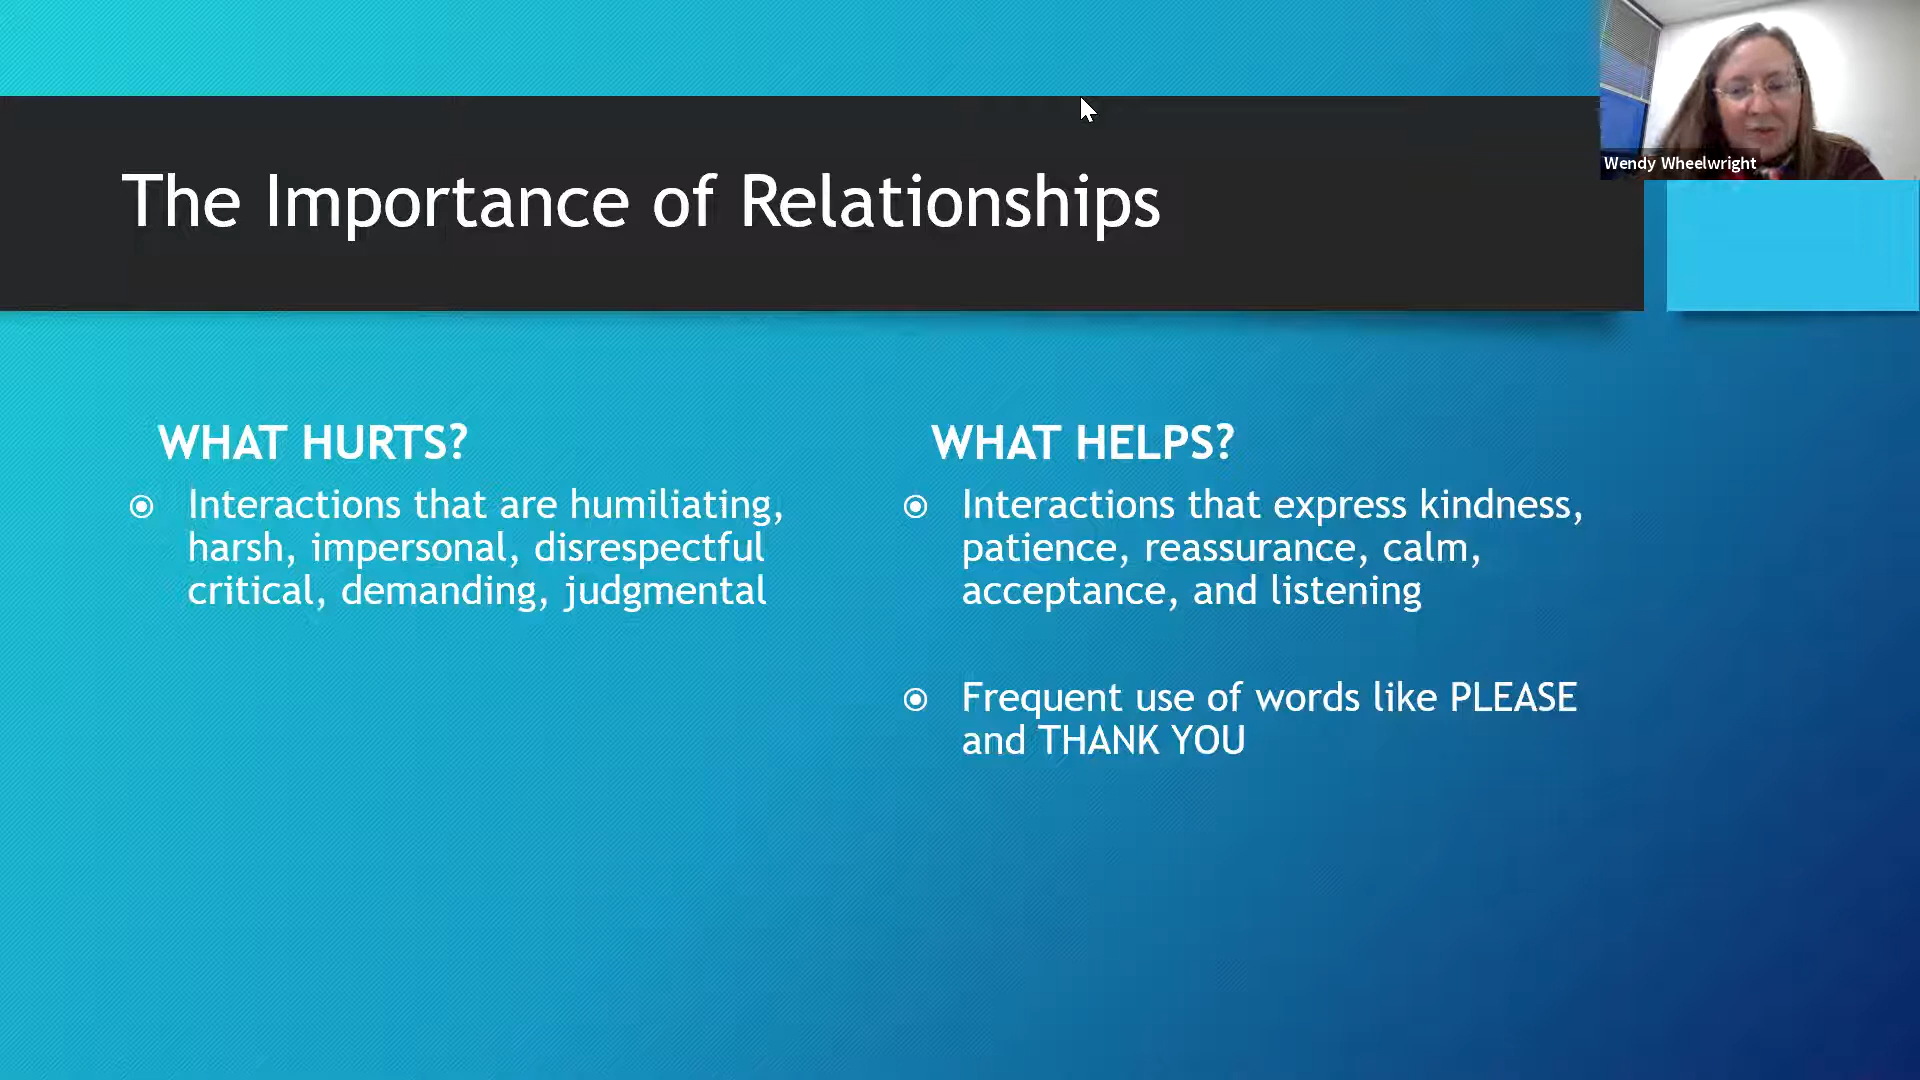 The Importance of Relationships
Wendy Wheelwright
WHAT HURTS?
Interactions that are humiliating,
harsh, impersonal, disrespectful
critical, demanding, judgmental
WHAT HELPS?
Interactions that express kindness,
patience, reassurance, calm,
acceptance, and listening
Frequent use of words like PLEASE
and THANK YOU